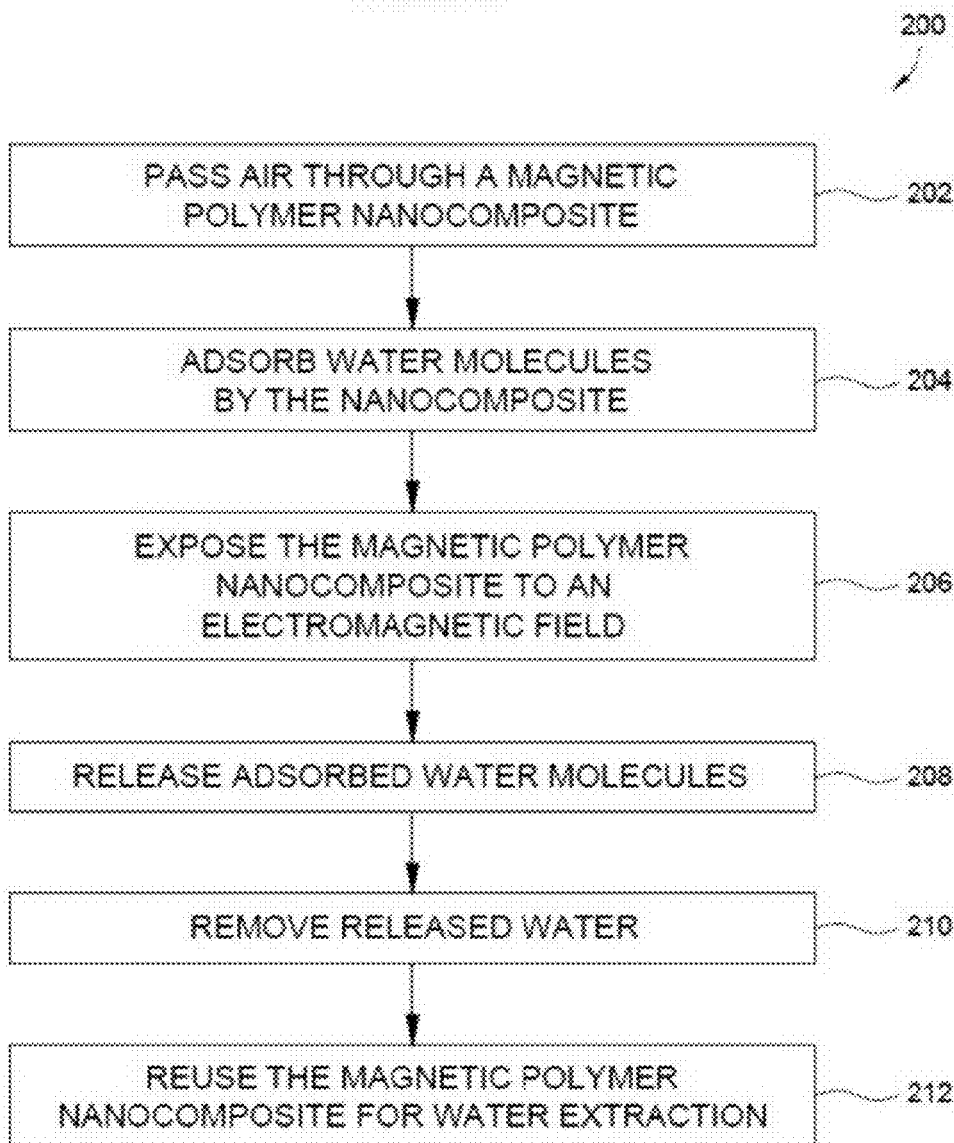 200
PASS AIR THROUGH A MAGNETIC
POLYMER NANOCOMPOSITE
202
ADSORB WATER MOLECULES
BY THE NANOCOMPOSITE
204
EXPOSE THE MAGNETIC POLYMER
NANOCOMPOSITE TO AN
ELECTROMAGNETIC FIELD
206
RELEASE ADSORBED WATER MOLECULES
208
REMOVE RELEASED WATER
210
REUSE THE MAGNETIC POLYMER
NANOCOMPOSITE FOR WATER EXTRACTION
212